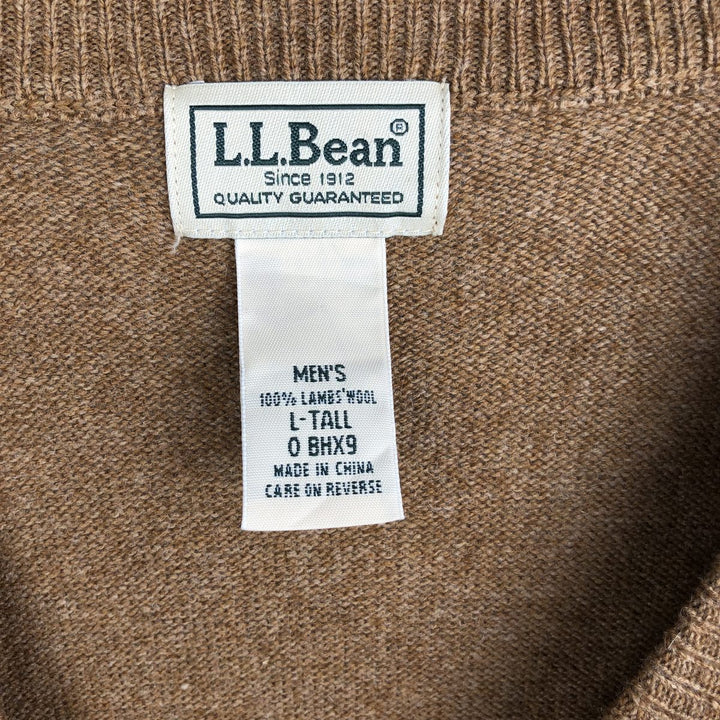 L.L.Bean®
Since 1912
QUALITY GUARANTEED
MEN'S
100% LAMBS'WOOL
L-TALL
0 BHX9
MADE IN CHINA
CARE ON REVERSE